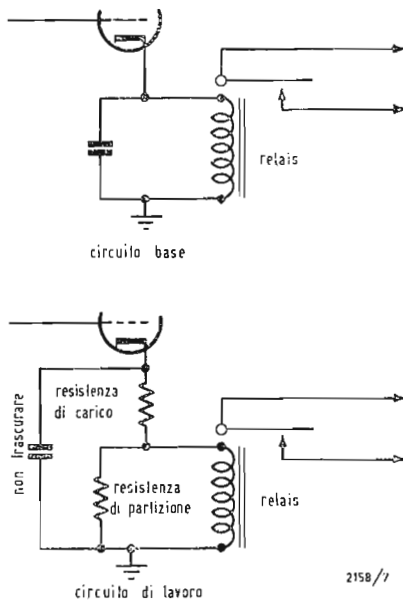 relais
circuito base
resistenza
di carico
non trascurare
resistenza
di partizione
relais
circuito di lavoro
2158/7